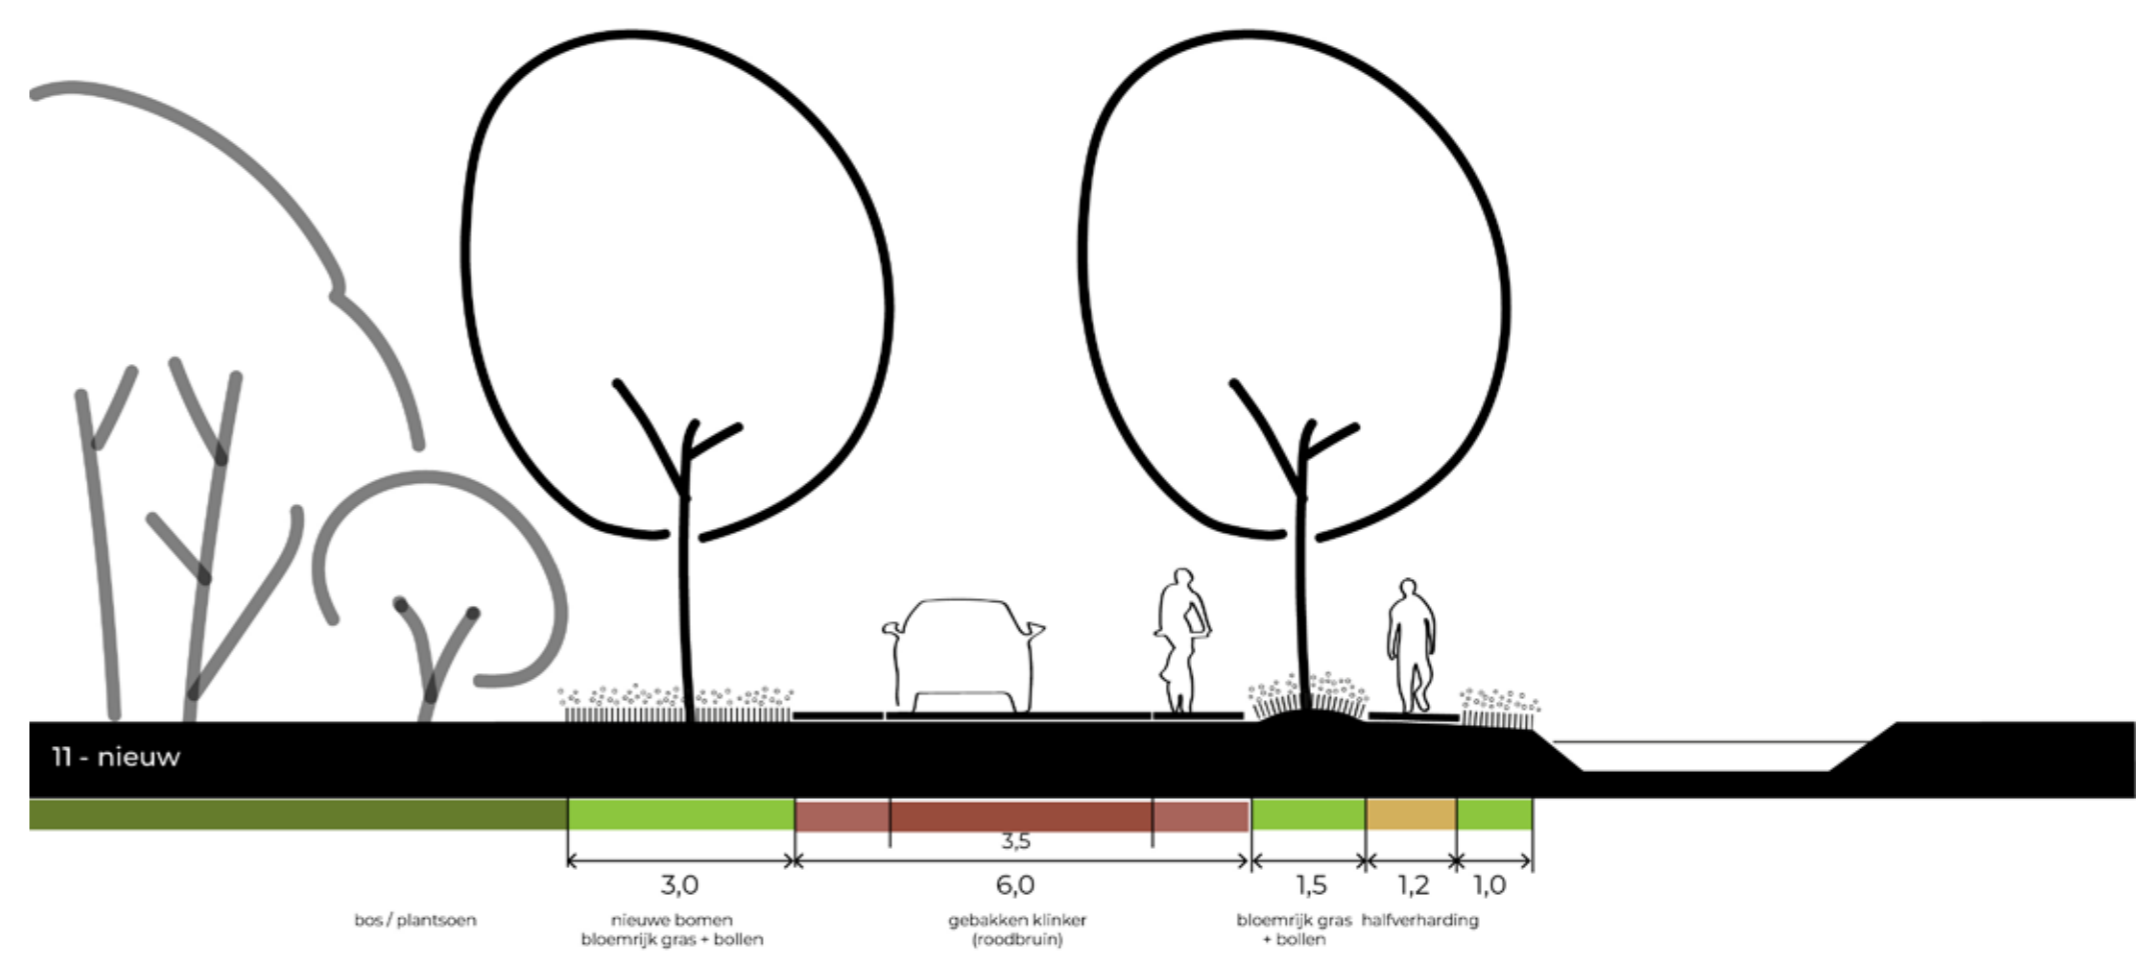 11 - nieuw
3,5
3,0
6,0
1,5
1,2
1,0
bos / plantsoen
nieuwe bomen
bloemrijk gras + bollen
gebakken klinker
(roodbruin)
bloemrijk gras
+ bollen
halfverharding